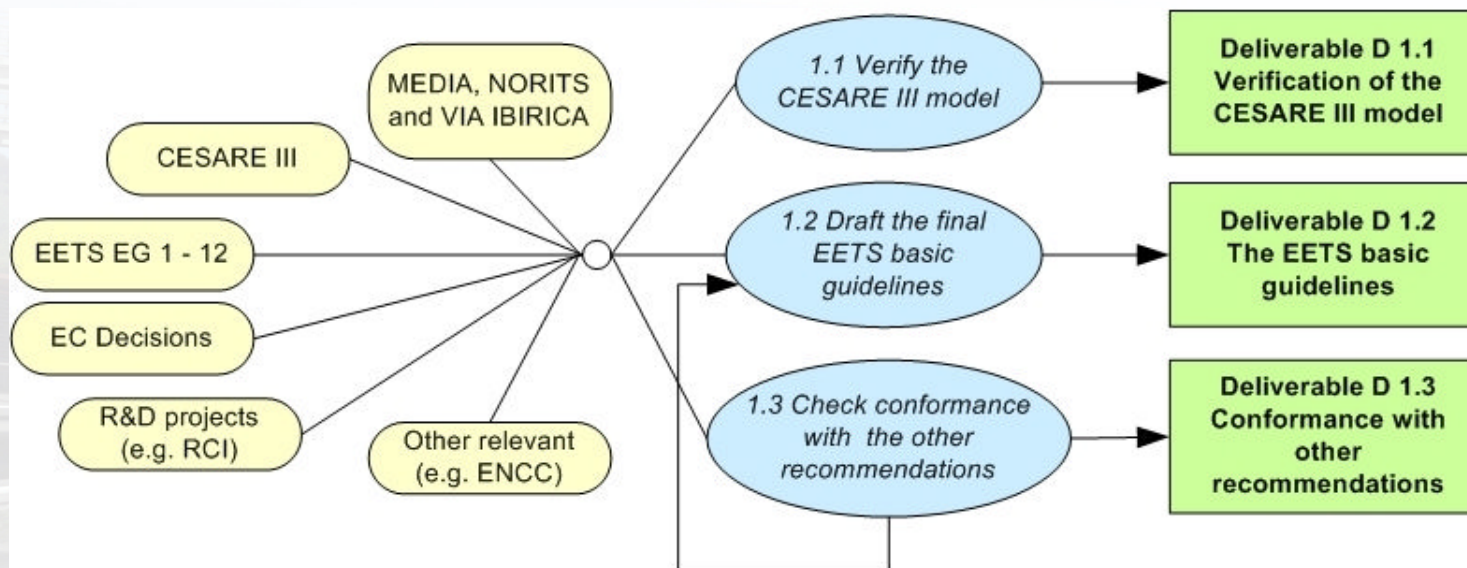 MEDIA, NORITS
and VIA IBIRICA
CESARE III
EETS EG 1 - 12
EC Decisions
R&D projects
(e.g. RCI)
Other relevant
(e.g. ENCC)
1.1 Verify the
CESARE III model
1.2 Draft the final
EETS basic
guidelines
1.3 Check conformance
with the other
recommendations
Deliverable D 1.1
Verification of the
CESARE III model
Deliverable D 1.2
The EETS basic
guidelines
Deliverable D 1.3
Conformance with
other
recommendations